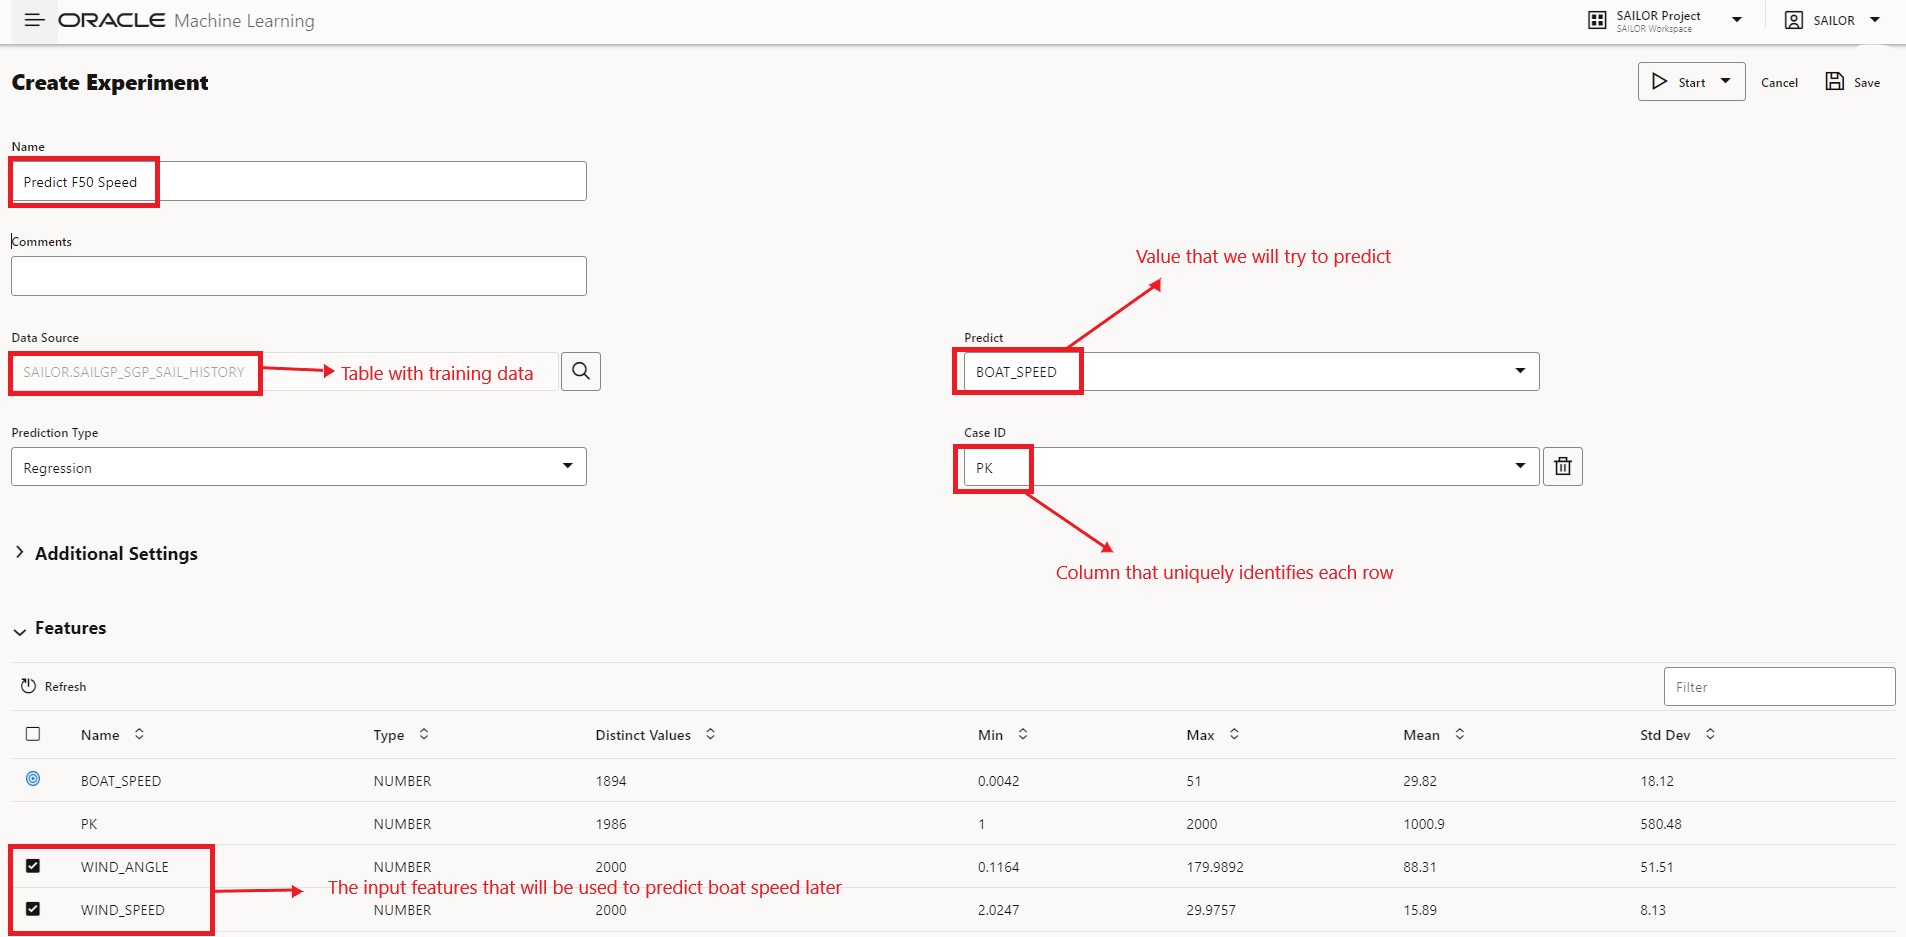 ORACLE Machine Learning
SAILOR Project
SAILOR Workspace
SAILOR
Create Experiment
Start
Cancel
Save
Name
Predict F50 Speed
Comments
Value that we will try to predict
Data Source
Predict
SAILOR.SAILGP_SGP_SAIL_HISTORY
Table with training data
BOAT_SPEED
Prediction Type
Case ID
Regression
PK
Additional Settings
Column that uniquely identifies each row
Features
Refresh
Filter
Name Type Distinct Values Min Max Mean Std Dev
BOAT_SPEED NUMBER 1894 0.0042 51 29.82 18.12
PK NUMBER 1986 1 2000 1000.9 580.48
WIND_ANGLE NUMBER 2000 0.1164 179.9892 88.31 51.51
The input features that will be used to predict boat speed later
WIND_SPEED NUMBER 2000 2.0247 29.9757 15.89 8.13